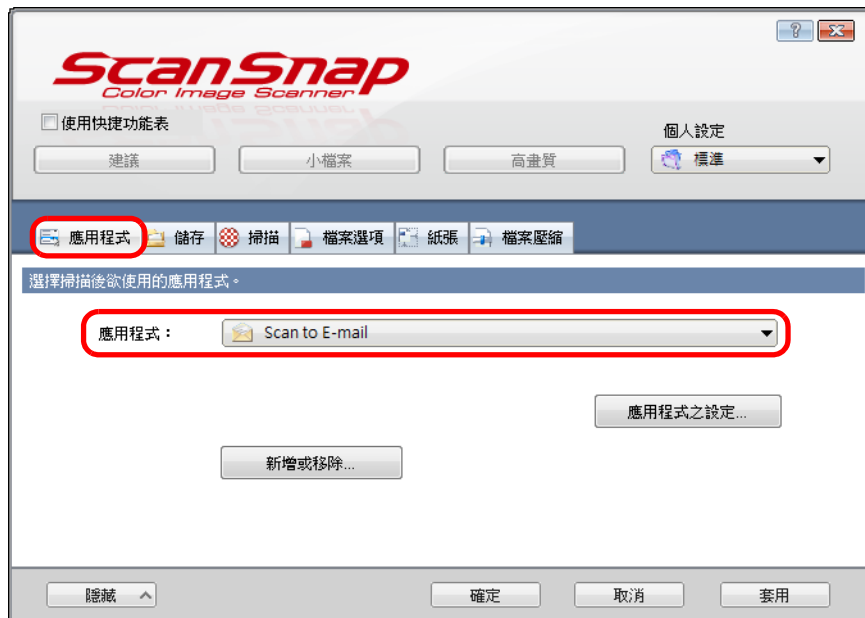 ScanSnap
Color Image Scanner
使用快捷功能表
個人設定
建議 小檔案 高畫質 標準
應用程式 儲存 掃描 檔案選項 紙張 檔案壓縮
選擇掃描後欲使用的應用程式。
應用程式： Scan to E-mail
應用程式之設定...
新增或移除...
隱藏 確定 取消 套用